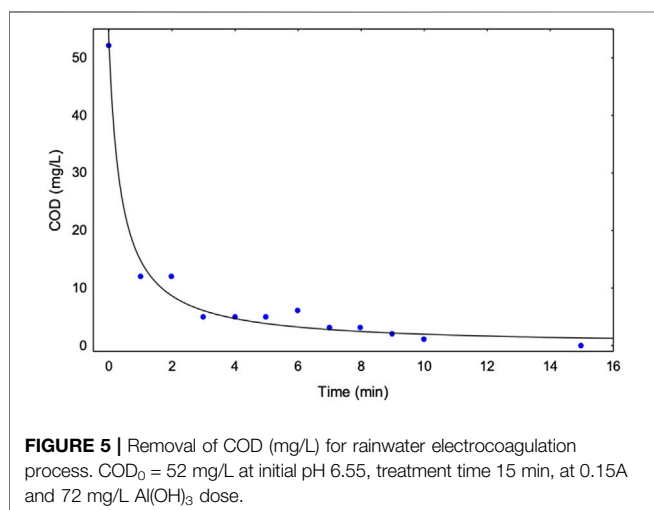 50
40
30
20
10
0
COD (mg/L)
0 2 4 6 8 10 12 14 16
Time (min)
FIGURE 5 | Removal of COD (mg/L) for rainwater electrocoagulation
process. COD₀ = 52 mg/L at initial pH 6.55, treatment time 15 min, at 0.15A
and 72 mg/L Al(OH)₃ dose.